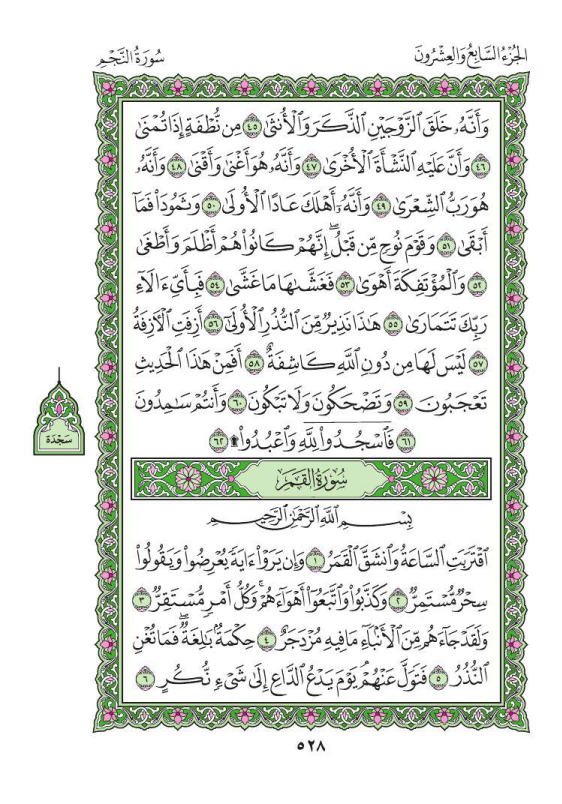 الجُزْءُ السَّابِعُ وَالعِشْرُونَ
سُورَةُ النَّجْمِ
وَأَنَّهُۥ خَلَقَ ٱلزَّوۡجَيۡنِ ٱلذَّكَرَ وَٱلۡأُنثَىٰ ٤٥ مِن نُّطۡفَةٍ إِذَا تُمۡنَىٰ
٤٦ وَأَنَّ عَلَيۡهِ ٱلنَّشۡأَةَ ٱلۡأُخۡرَىٰ ٤٧ وَأَنَّهُۥ هُوَ أَغۡنَىٰ وَأَقۡنَىٰ ٤٨ وَأَنَّهُۥ
هُوَ رَبُّ ٱلشِّعۡرَىٰ ٤٩ وَأَنَّهُۥٓ أَهۡلَكَ عَادًا ٱلۡأُولَىٰ ٥٠ وَثَمُودَاْ فَمَآ
أَبۡقَىٰ ٥١ وَقَوۡمَ نُوحٍ مِّن قَبۡلُۖ إِنَّهُمۡ كَانُواْ هُمۡ أَظۡلَمَ وَأَطۡغَىٰ
٥٢ وَٱلۡمُؤۡتَفِكَةَ أَهۡوَىٰ ٥٣ فَغَشَّىٰهَا مَا غَشَّىٰ ٥٤ فَبِأَيِّ ءَالَآءِ
رَبِّكَ تَتَمَارَىٰ ٥٥ هَٰذَا نَذِيرٌ مِّنَ ٱلنُّذُرِ ٱلۡأُولَىٰٓ ٥٦ أَزِفَتِ ٱلۡأٓزِفَةُ
٥٧ لَيۡسَ لَهَا مِن دُونِ ٱللَّهِ كَاشِفَةٌ ٥٨ أَفَمِنۡ هَٰذَا ٱلۡحَدِيثِ
تَعۡجَبُونَ ٥٩ وَتَضۡحَكُونَ وَلَا تَبۡكُونَ ٦٠ وَأَنتُمۡ سَٰمِدُونَ
٦١ فَٱسۡجُدُواْ لِلَّهِ وَٱعۡبُدُواْ۩ ٦٢
سَجْدَة
سُورَةُ القَمَرِ
بِسۡمِ ٱللَّهِ ٱلرَّحۡمَٰنِ ٱلرَّحِيمِ
ٱقۡتَرَبَتِ ٱلسَّاعَةُ وَٱنشَقَّ ٱلۡقَمَرُ ١ وَإِن يَرَوۡاْ ءَايَةً يُعۡرِضُواْ وَيَقُولُواْ
سِحۡرٌ مُّسۡتَمِرٌّ ٢ وَكَذَّبُواْ وَٱتَّبَعُوٓاْ أَهۡوَآءَهُمۡۚ وَكُلُّ أَمۡرٍ مُّسۡتَقِرٌّ ٣
وَلَقَدۡ جَآءَهُم مِّنَ ٱلۡأَنۢبَآءِ مَا فِيهِ مُزۡدَجَرٌ ٤ حِكۡمَةُۢ بَٰلِغَةٌۖ فَمَا تُغۡنِ
ٱلنُّذُرُ ٥ فَتَوَلَّ عَنۡهُمۡۘ يَوۡمَ يَدۡعُ ٱلدَّاعِ إِلَىٰ شَيۡءٍ نُّكُرٍ ٦
٥٢٨